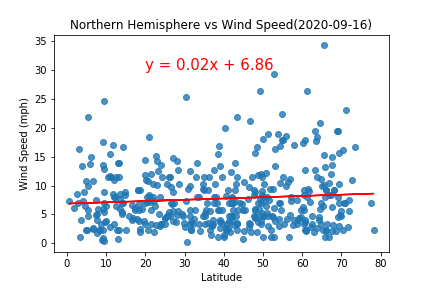 Northern Hemisphere vs Wind Speed(2020-09-16)
y = 0.02x + 6.86
Wind Speed (mph)
35
30
25
20
15
10
5
0
0 10 20 30 40 50 60 70 80
Latitude